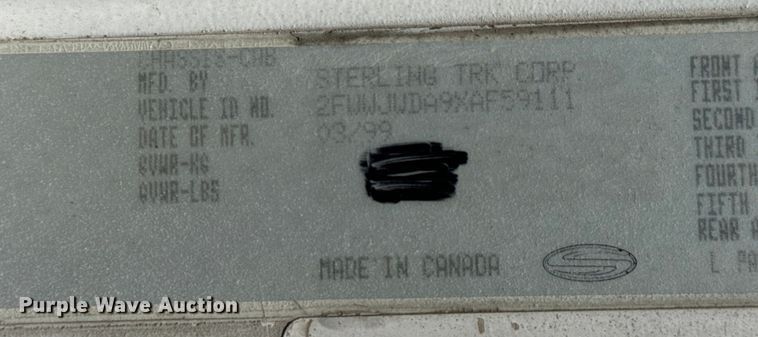 CHASSIS-CAB
MFD. BY STERLING TRK CORP.
VEHICLE ID NO. 2FWWJWDA9XAF59111
DATE OF MFR. 03/99
GVWR-KG
GVWR-LBS
MADE IN CANADA
FRONT A
FIRST I
SECOND
THIRD
FOURTH
FIFTH
REAR A
L PA
Purple Wave Auction